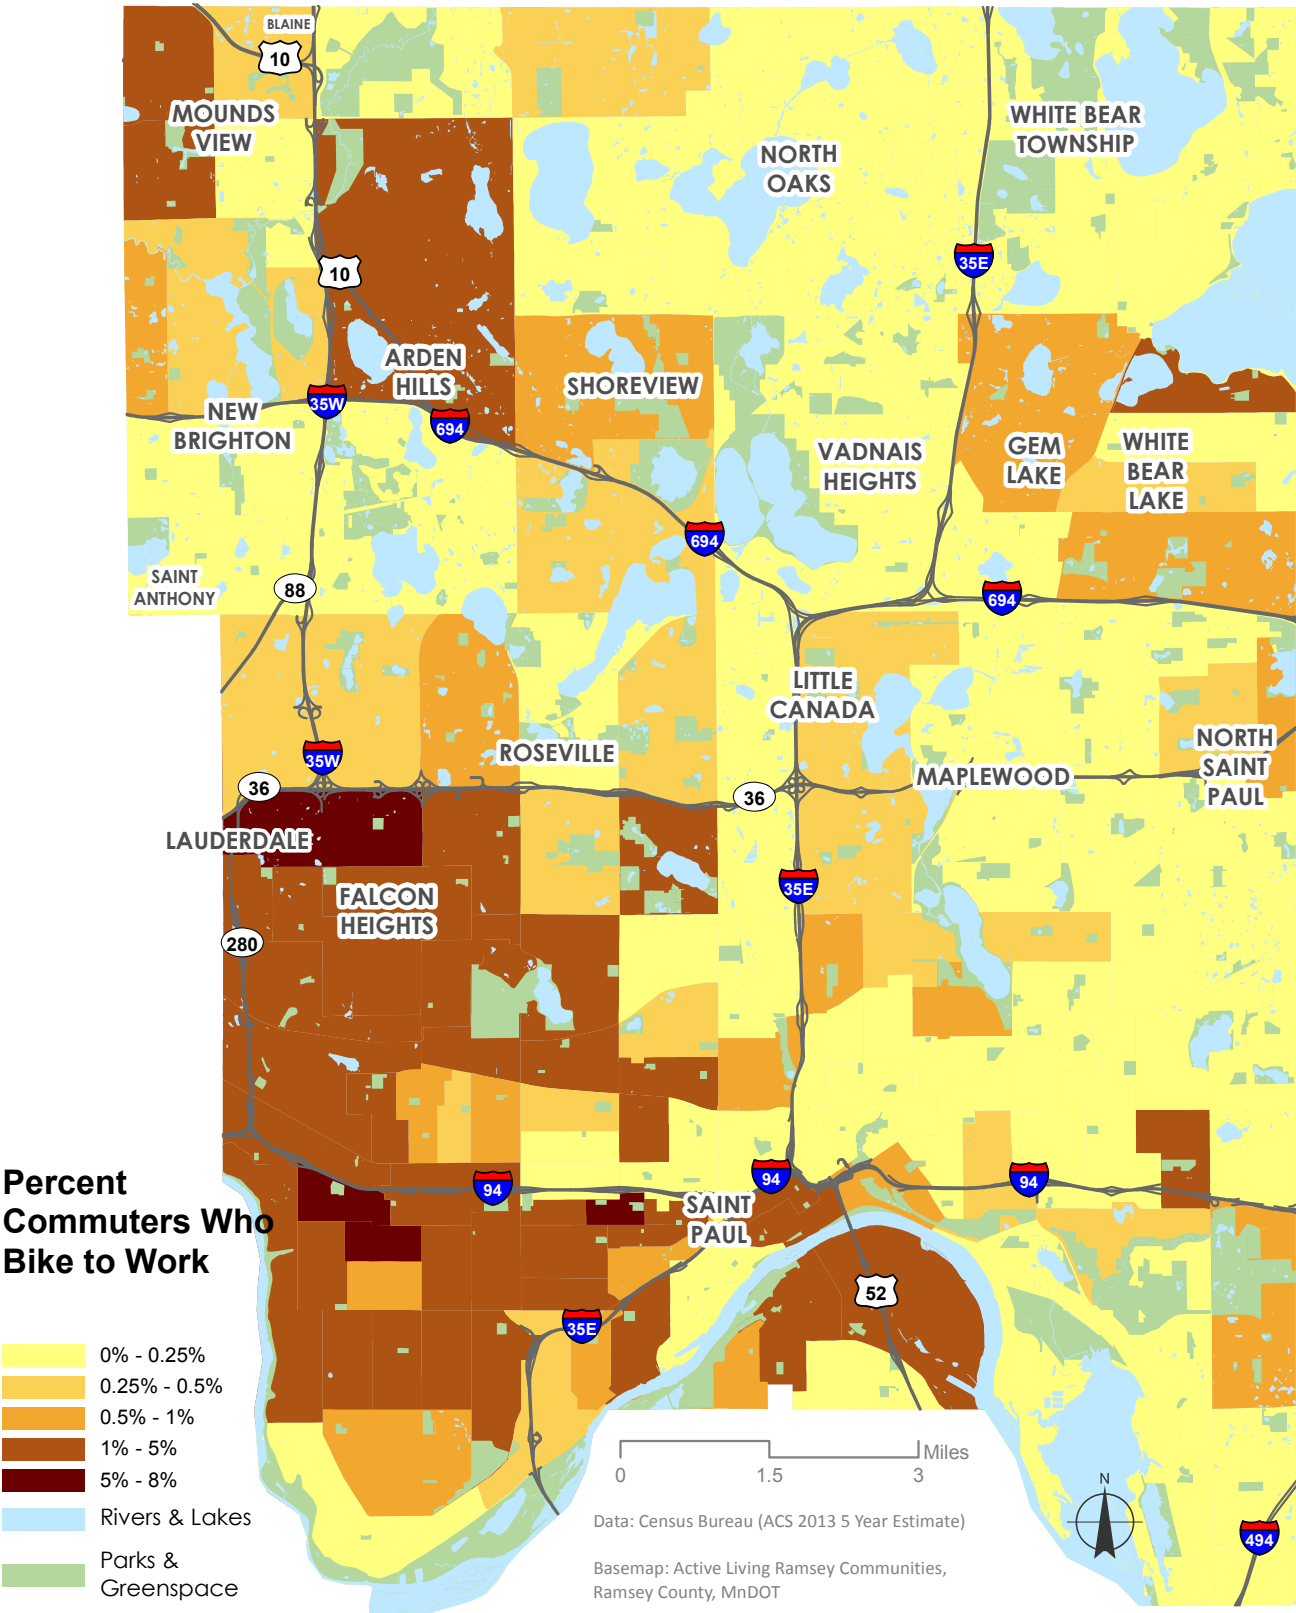 BLAINE
10
MOUNDS
VIEW
WHITE BEAR
TOWNSHIP
NORTH
OAKS
35E
10
ARDEN
HILLS
SHOREVIEW
35W
694
NEW
BRIGHTON
VADNAIS
HEIGHTS
GEM
LAKE
WHITE
BEAR
LAKE
694
SAINT
ANTHONY
88
694
LITTLE
CANADA
ROSEVILLE
35W
NORTH
SAINT
PAUL
MAPLEWOOD
36
36
LAUDERDALE
FALCON
HEIGHTS
35E
280
94
94
94
SAINT
PAUL
52
35E
494
Percent
Commuters Who
Bike to Work
0% - 0.25%
0.25% - 0.5%
0.5% - 1%
1% - 5%
5% - 8%
Rivers & Lakes
Parks &
Greenspace
Miles
0 1.5 3
N
Data: Census Bureau (ACS 2013 5 Year Estimate)
Basemap: Active Living Ramsey Communities,
Ramsey County, MnDOT